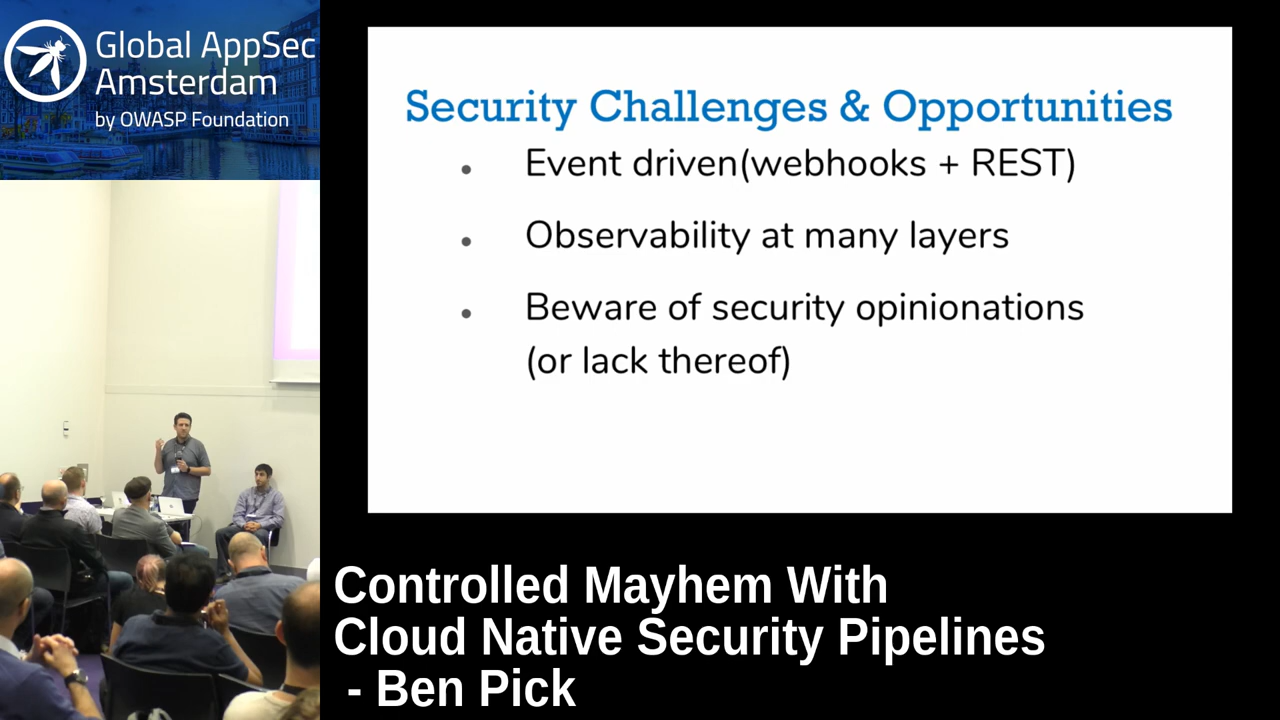 Global AppSec
Amsterdam
by OWASP Foundation
Security Challenges & Opportunities
• Event driven(webhooks + REST)
• Observability at many layers
• Beware of security opinionations
(or lack thereof)
Controlled Mayhem With
Cloud Native Security Pipelines
- Ben Pick